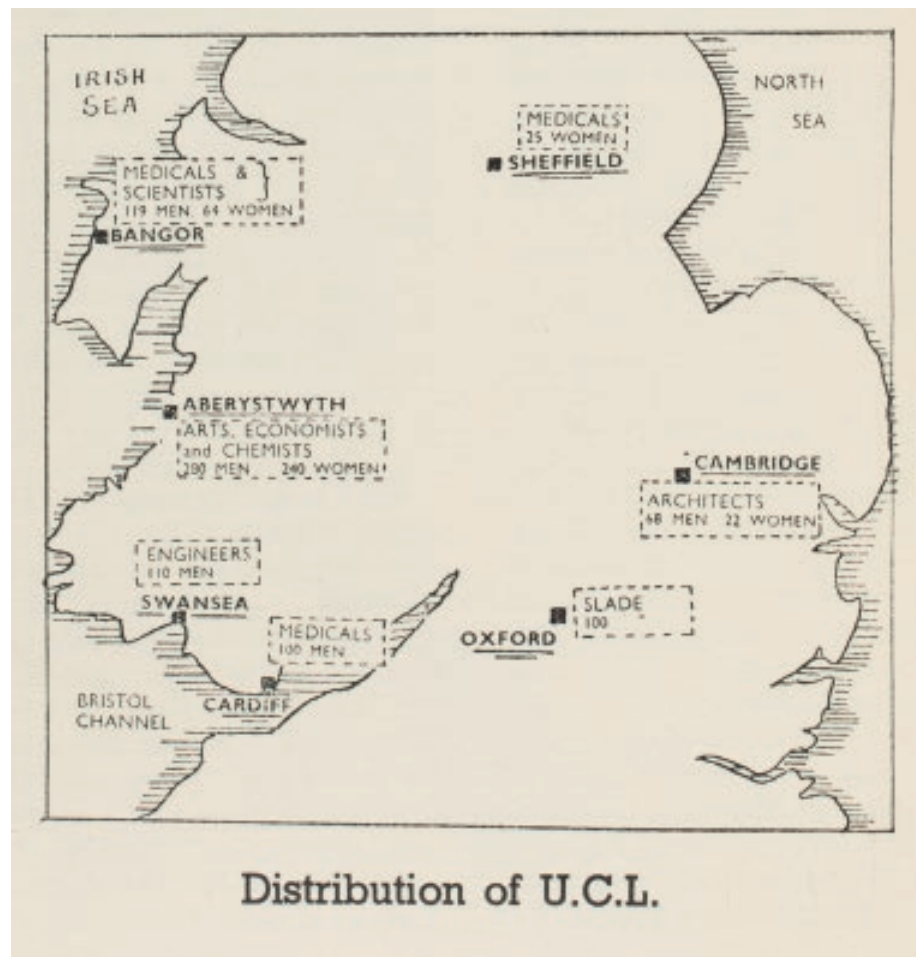 IRISH
SEA
NORTH
SEA
MEDICALS
25 WOMEN
SHEFFIELD
MEDICALS &
SCIENTISTS
119 MEN 64 WOMEN
BANGOR
ABERYSTWYTH
ARTS, ECONOMISTS
and CHEMISTS
280 MEN 240 WOMEN
CAMBRIDGE
ARCHITECTS
68 MEN 22 WOMEN
ENGINEERS
110 MEN
SWANSEA
MEDICALS
100 MEN
CARDIFF
SLADE
100
OXFORD
BRISTOL
CHANNEL
Distribution of U.C.L.